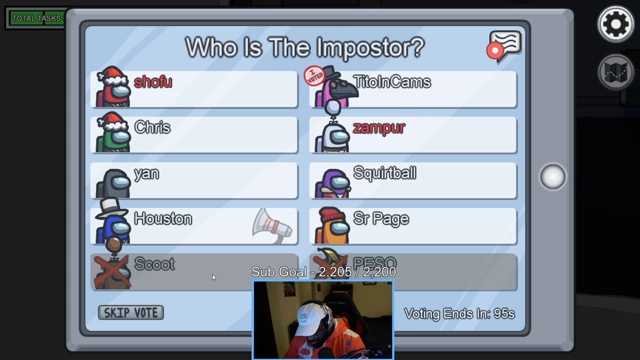 TOTAL TASKS
Who Is The Impostor?
shofu
I VOTED
TitoInCams
Chris
zampur
yan
Squirtball
Houston
Sr Page
Scoot
PESO
Sub Goal - 2,205 / 2,200
SKIP VOTE
Voting Ends In: 95s